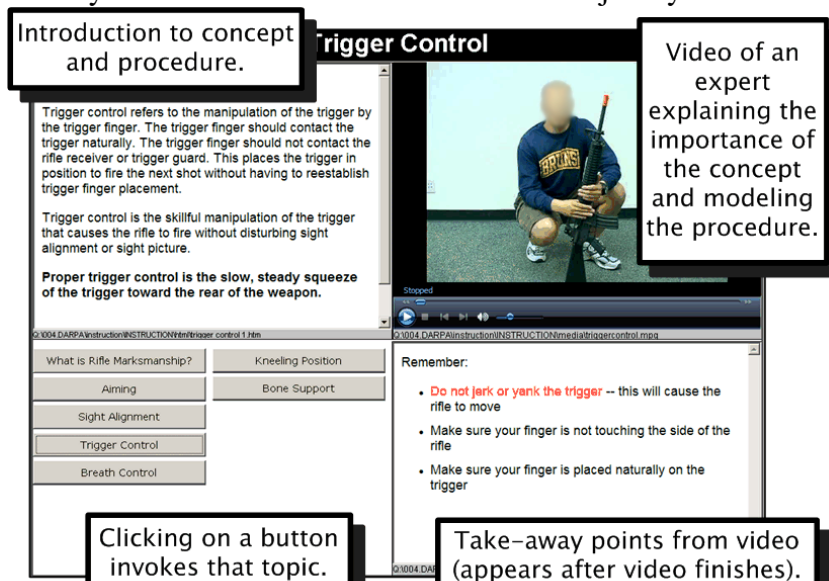 Introduction to concept
and procedure.
Trigger Control
Video of an
expert
explaining the
importance of
the concept
and modeling
the procedure.
Trigger control refers to the manipulation of the trigger by
the trigger finger. The trigger finger should contact the
trigger naturally. The trigger finger should not contact the
rifle receiver or trigger guard. This places the trigger in
position to fire the next shot without having to reestablish
trigger finger placement.
Trigger control is the skillful manipulation of the trigger
that causes the rifle to fire without disturbing sight
alignment or sight picture.
Proper trigger control is the slow, steady squeeze
of the trigger toward the rear of the weapon.
BRUINS
Stopped
Q:\004.DARPA\instruction\INSTRUCTION\html\trigger control 1.htm
Q:\004.DARPA\instruction\INSTRUCTION\media\triggercontrol.mpg
What is Rifle Marksmanship?
Kneeling Position
Aiming
Bone Support
Sight Alignment
Trigger Control
Breath Control
Remember:
• Do not jerk or yank the trigger -- this will cause the
rifle to move
• Make sure your finger is not touching the side of the
rifle
• Make sure your finger is placed naturally on the
trigger
Clicking on a button
invokes that topic.
Q:\004.DAR
Take-away points from video
(appears after video finishes).